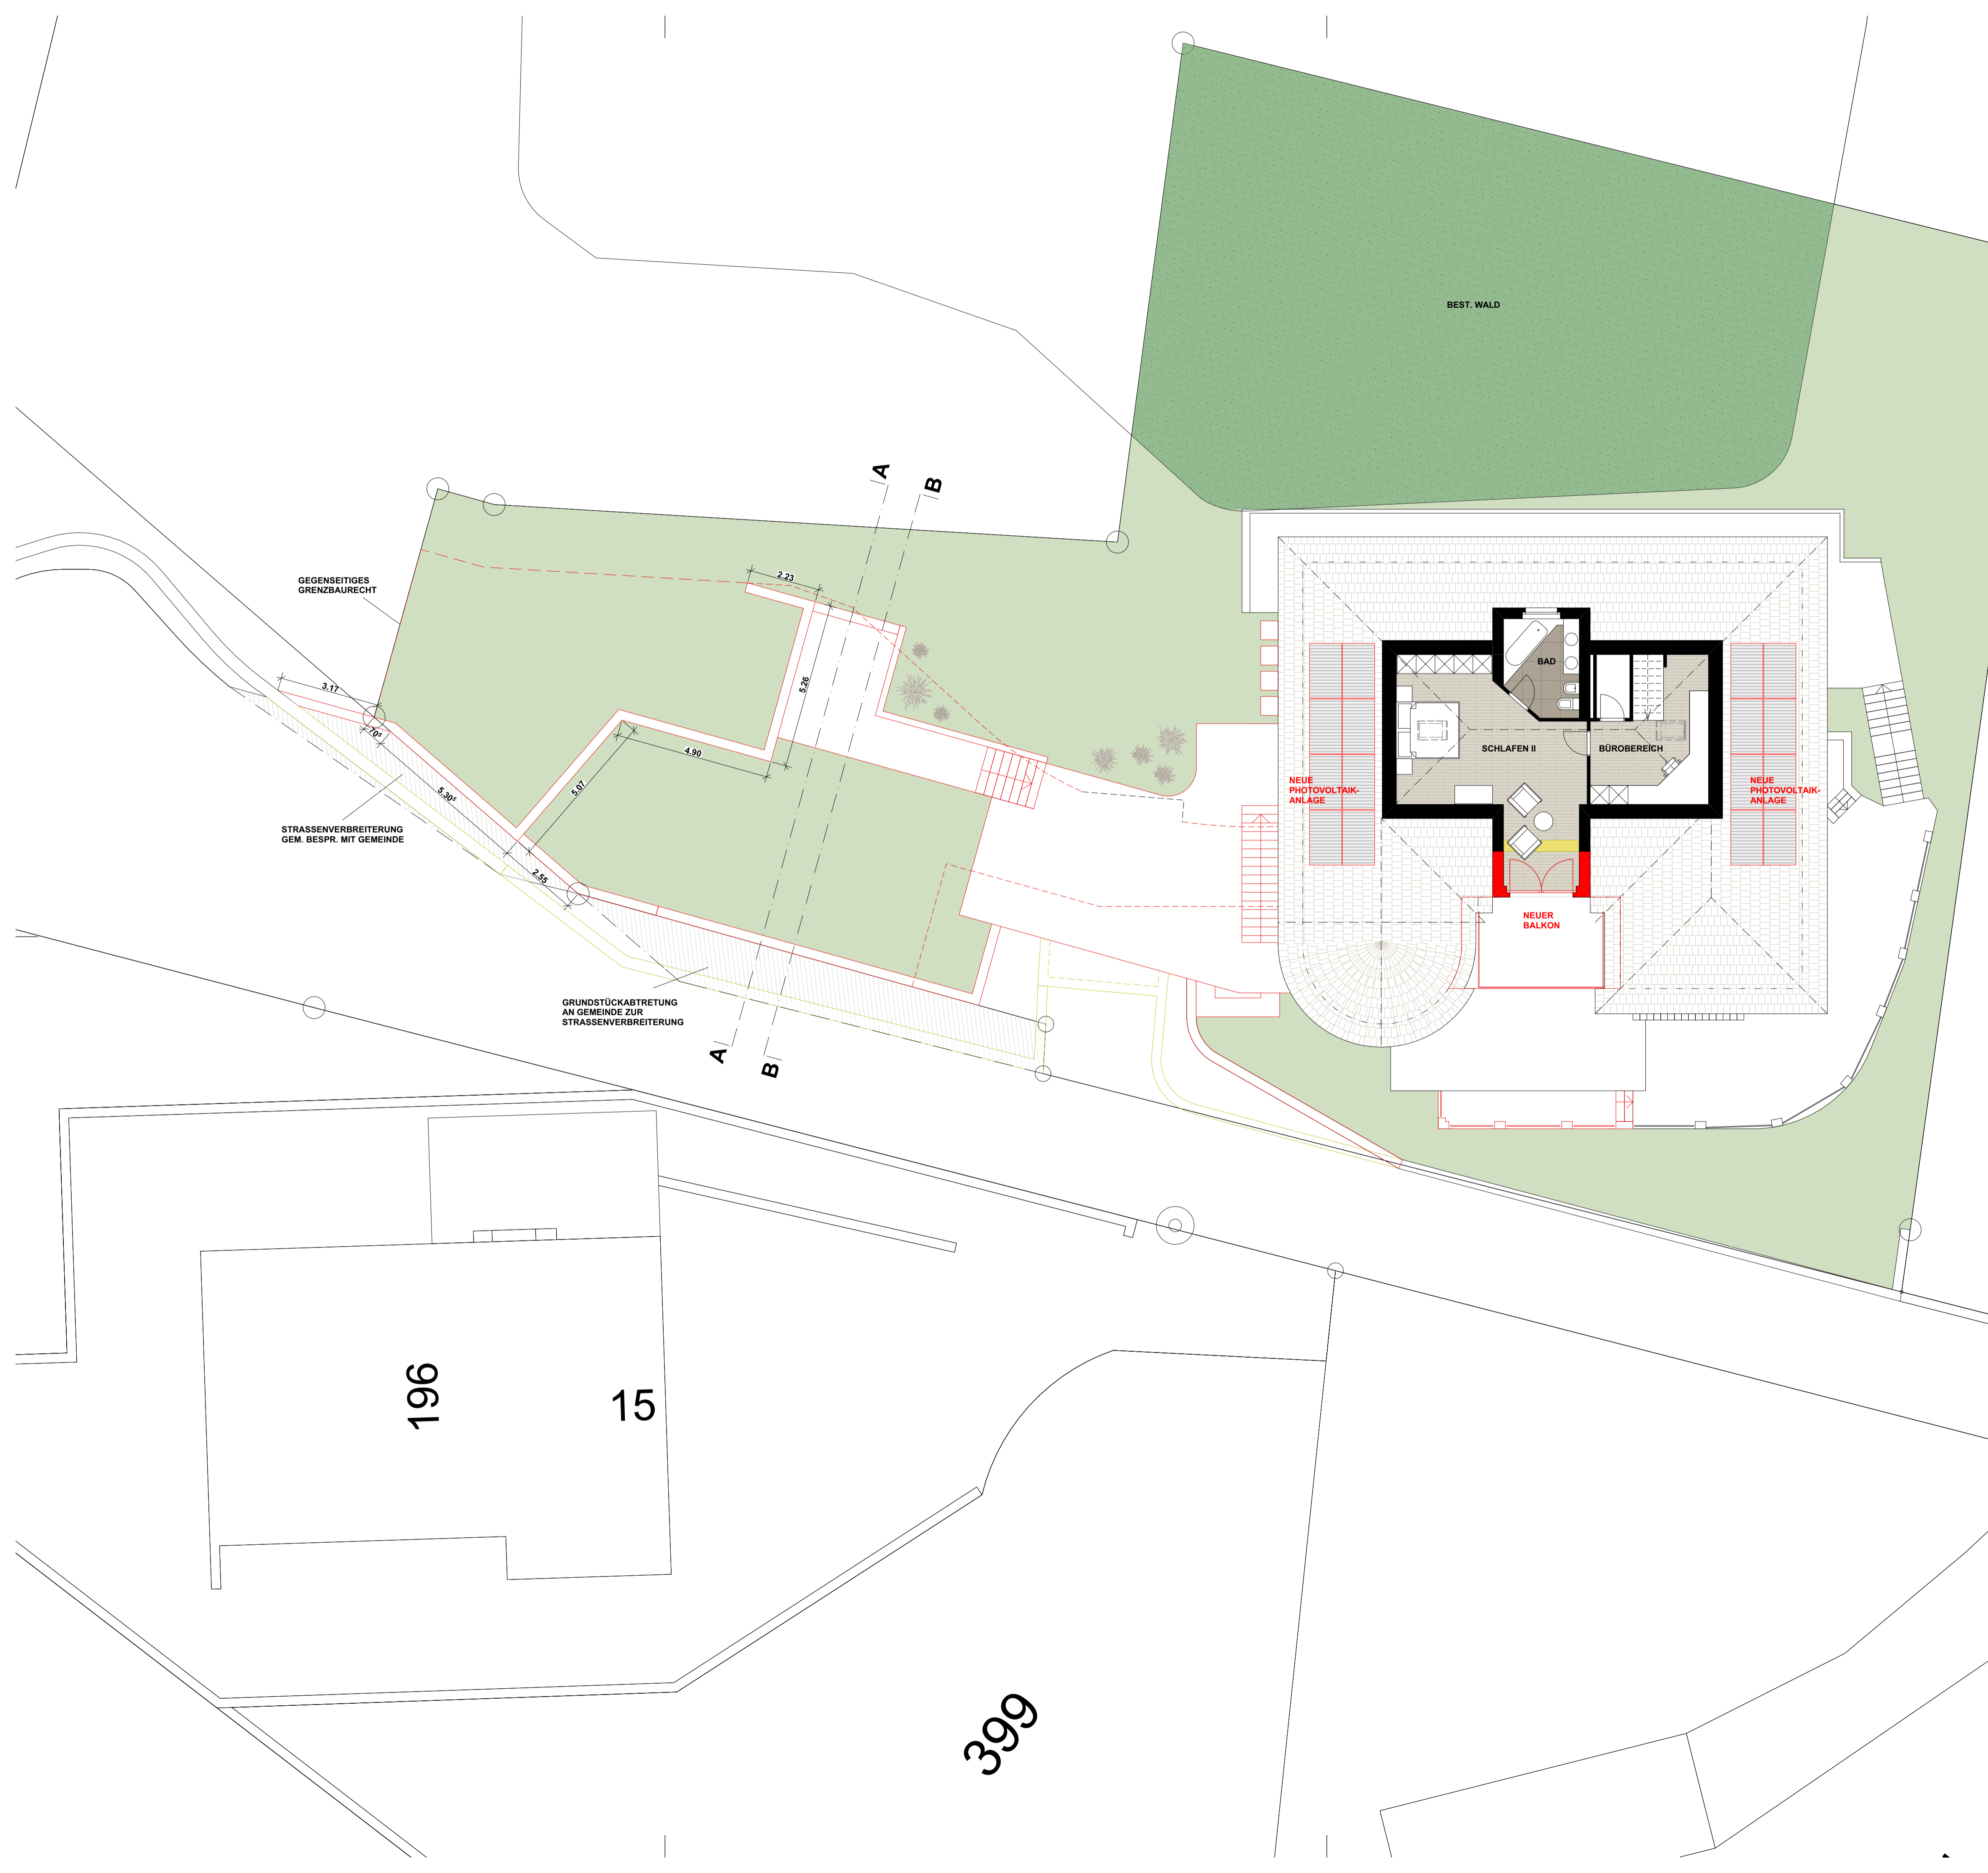 BEST. WALD
A
B
2.23
GEGENSEITIGES
GRENZBAURECHT
3.17
70⁵
5.26
4.90
5.07
5.30⁵
2.55
STRASSENVERBREITERUNG
GEM. BESPR. MIT GEMEINDE
BAD
SCHLAFEN II
BÜROBEREICH
NEUE
PHOTOVOLTAIK-
ANLAGE
NEUE
PHOTOVOLTAIK-
ANLAGE
NEUER
BALKON
GRUNDSTÜCKABTRETUNG
AN GEMEINDE ZUR
STRASSENVERBREITERUNG
A
B
196
15
399